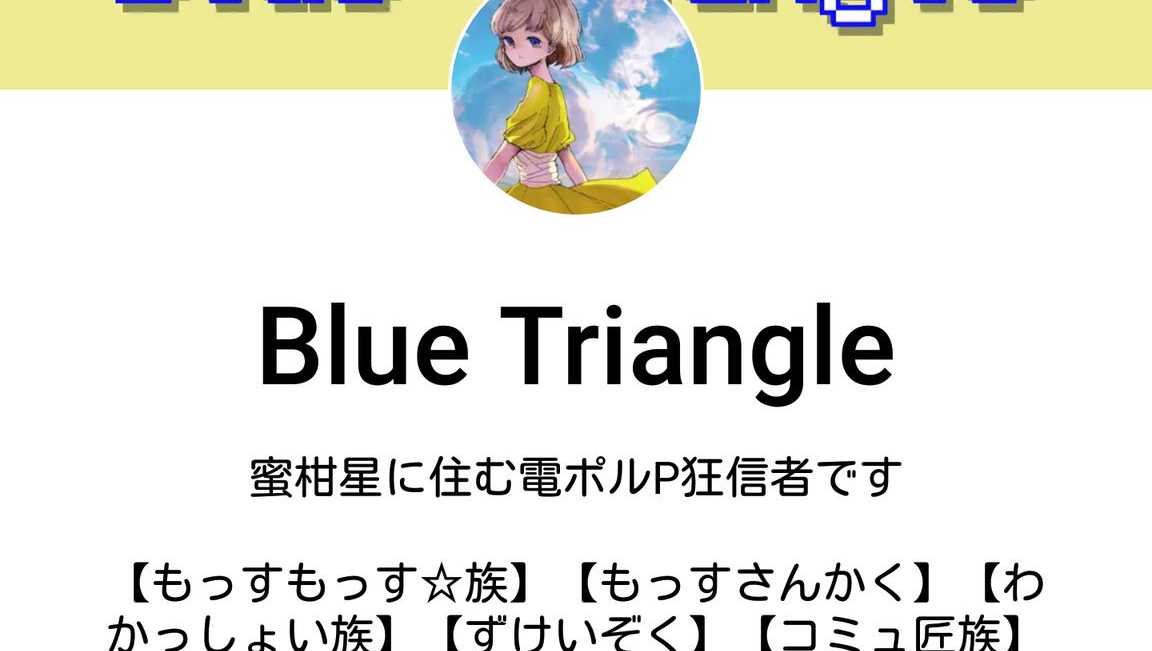 Blue Triangle
蜜柑星に住む電ポルP狂信者です
【もっすもっす☆族】【もっすさんかく】【わ
かっしょい族】【ずけいぞく】【コミュ匠族】